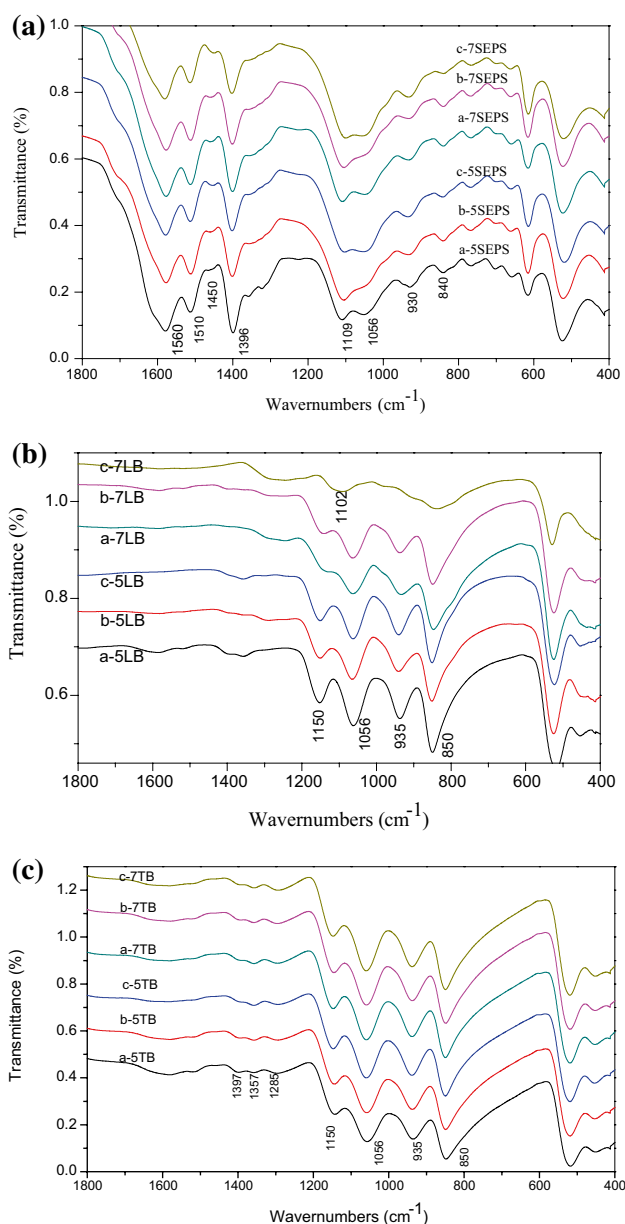 (a)
1.0
0.8
0.6
0.4
0.2
0.0
Transmittance (%)
c-7SEPS
b-7SEPS
a-7SEPS
c-5SEPS
b-5SEPS
a-5SEPS
1560
1510
1450
1396
1109
1056
930
840
1800 1600 1400 1200 1000 800 600 400
Wavernumbers (cm-1)
(b)
1.0
0.8
0.6
Transmittance (%)
c-7LB
b-7LB
a-7LB
c-5LB
b-5LB
a-5LB
1102
1150
1056
935
850
1800 1600 1400 1200 1000 800 600 400
Wavernumbers (cm-1)
(c)
1.2
1.0
0.8
0.6
0.4
0.2
0.0
Transmittance (%)
c-7TB
b-7TB
a-7TB
c-5TB
b-5TB
a-5TB
1397
1357
1285
1150
1056
935
850
1800 1600 1400 1200 1000 800 600 400
Wavernumbers (cm-1)